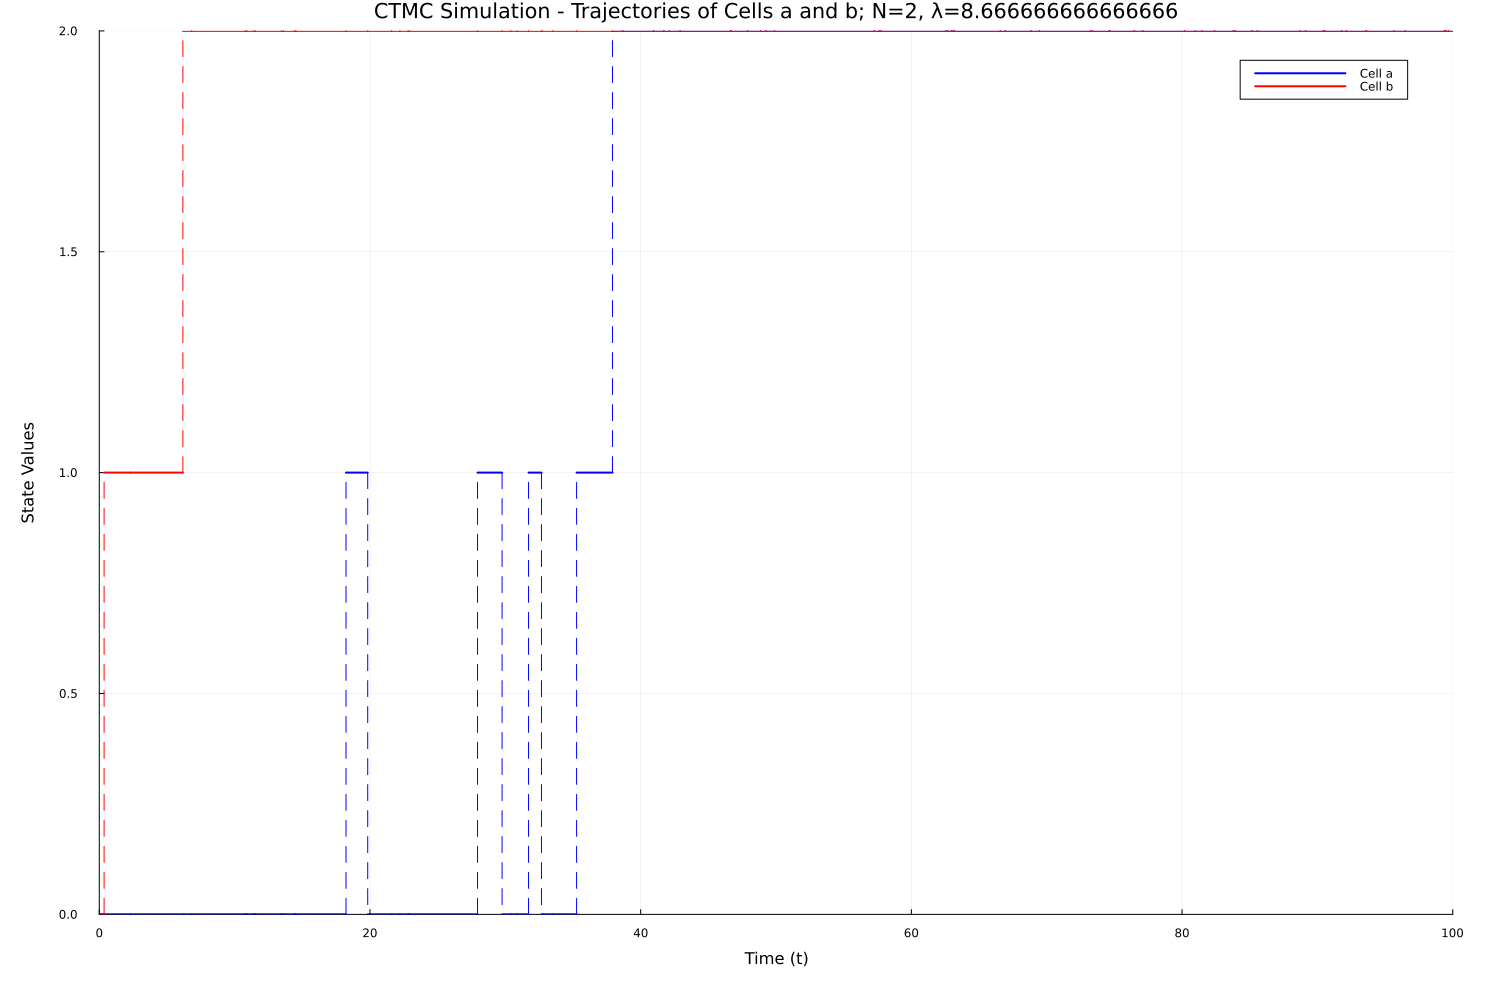 CTMC Simulation - Trajectories of Cells a and b; N=2, λ=8.666666666666666
2.0
Cell a
Cell b
1.5
State Values
1.0
0.5
0.0
0 20 40 60 80 100
Time (t)